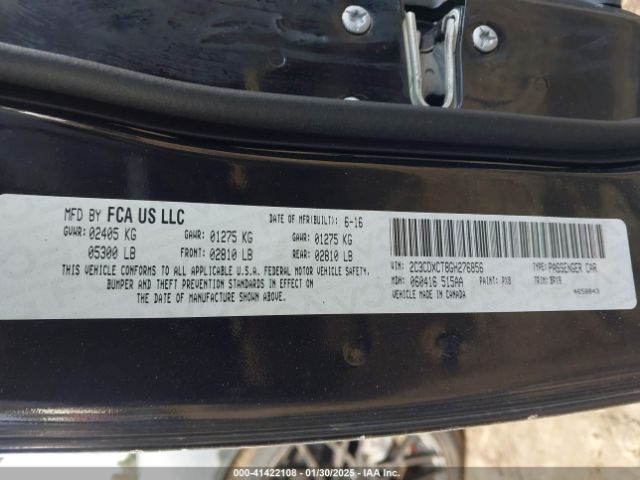 MFD BY FCA US LLC
DATE OF MFR(BUILT): 6-16
GVWR: 02405 KG GAWR: 01275 KG GAWR: 01275 KG
05300 LB FRONT: 02810 LB REAR: 02810 LB
THIS VEHICLE CONFORMS TO ALL APPLICABLE U.S.A. FEDERAL MOTOR VEHICLE SAFETY,
BUMPER AND THEFT PREVENTION STANDARDS IN EFFECT ON
THE DATE OF MANUFACTURE SHOWN ABOVE.
VIN: 2C3CDXCT8GH276056 TYPE: PASSENGER CAR
MDH: 060416 515AA PAINT: PX8 TRIM: BRX9
VEHICLE MADE IN CANADA
000-41422108 - 01/30/2025 - IAA Inc.